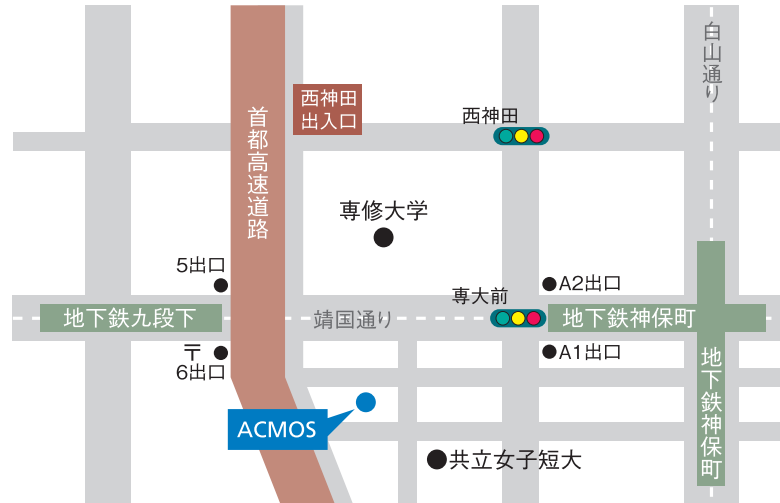 白山通り
首都高速道路
西神田
出入口
西神田
専修大学
5出口
A2出口
専大前
地下鉄九段下
靖国通り
地下鉄神保町
〒
6出口
A1出口
地下鉄神保町
ACMOS
共立女子短大